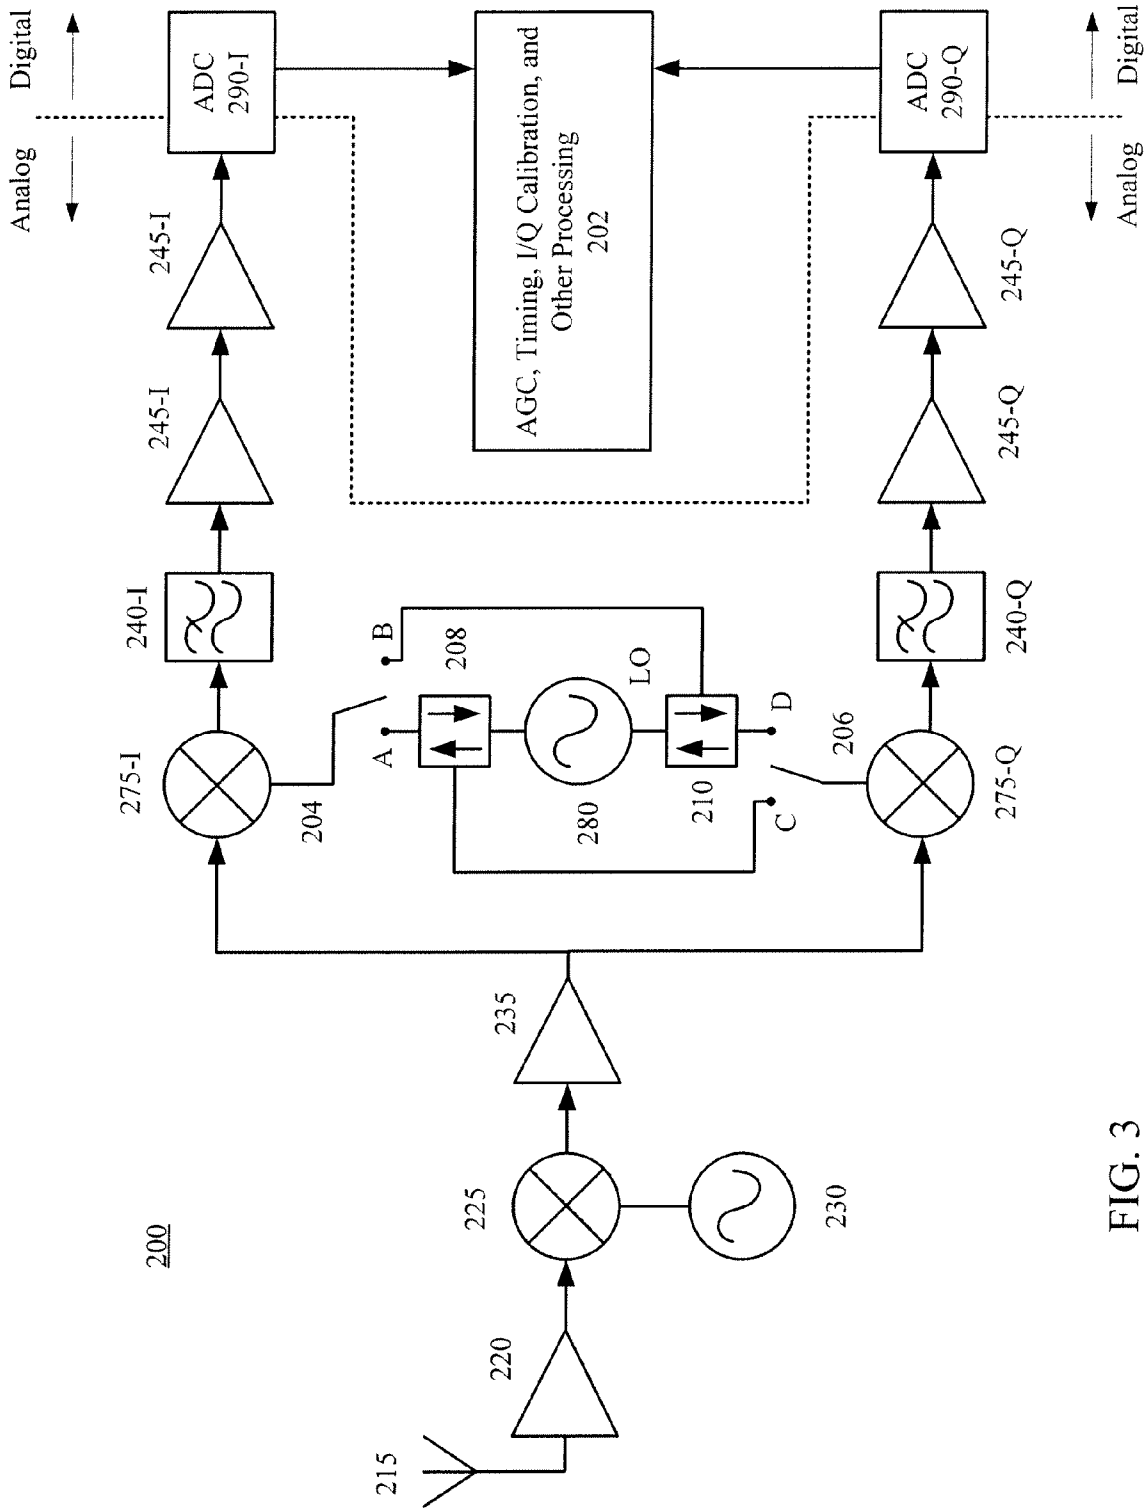 200
215
220
225
230
235
275-I
204
A
B
208
280
LO
210
C
D
206
275-Q
240-I
240-Q
245-I
245-I
245-Q
245-Q
ADC
290-I
ADC
290-Q
AGC, Timing, I/Q Calibration, and
Other Processing
202
Analog
Digital
Analog
Digital
FIG. 3